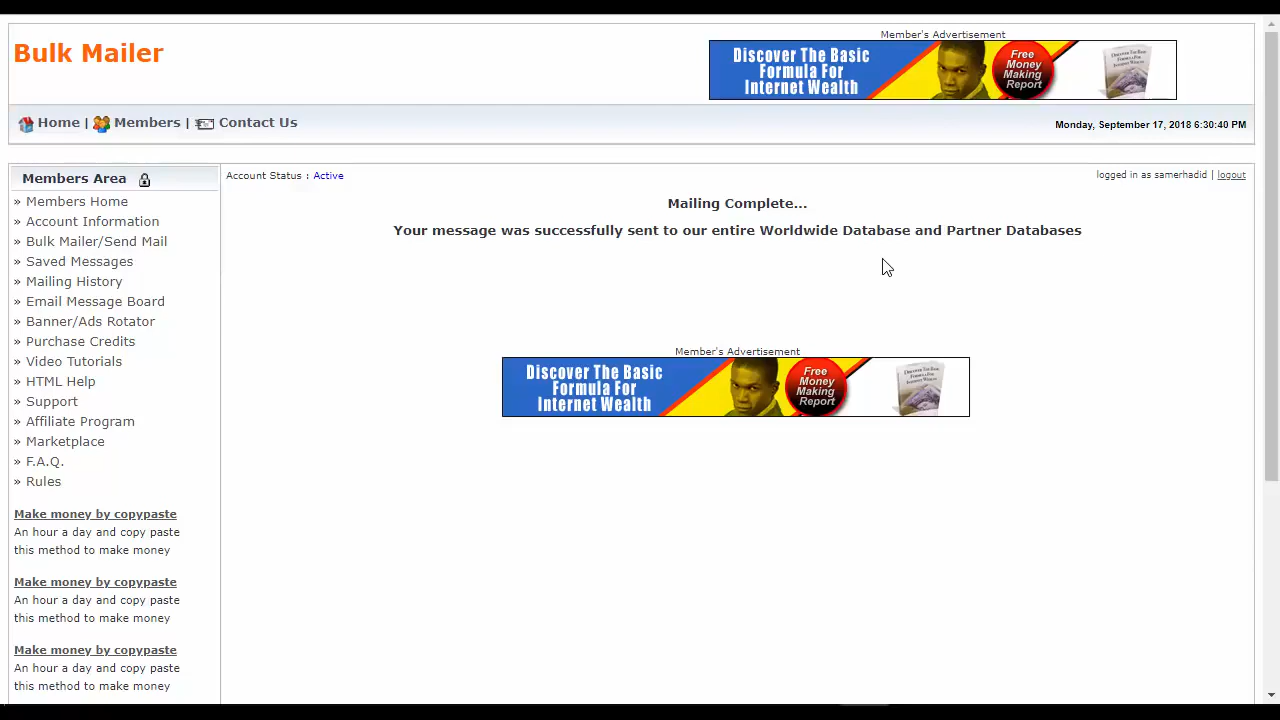 Bulk Mailer
Member's Advertisement
Discover The Basic
Formula For
Internet Wealth
Free
Money
Making
Report
Home | Members | Contact Us
Monday, September 17, 2018 6:30:40 PM
Members Area
» Members Home
» Account Information
» Bulk Mailer/Send Mail
» Saved Messages
» Mailing History
» Email Message Board
» Banner/Ads Rotator
» Purchase Credits
» Video Tutorials
» HTML Help
» Support
» Affiliate Program
» Marketplace
» F.A.Q.
» Rules
Make money by copypaste
An hour a day and copy paste
this method to make money
Make money by copypaste
An hour a day and copy paste
this method to make money
Make money by copypaste
An hour a day and copy paste
this method to make money
Account Status : Active
logged in as samerhadid | logout
Mailing Complete...
Your message was successfully sent to our entire Worldwide Database and Partner Databases
Member's Advertisement
Discover The Basic
Formula For
Internet Wealth
Free
Money
Making
Report